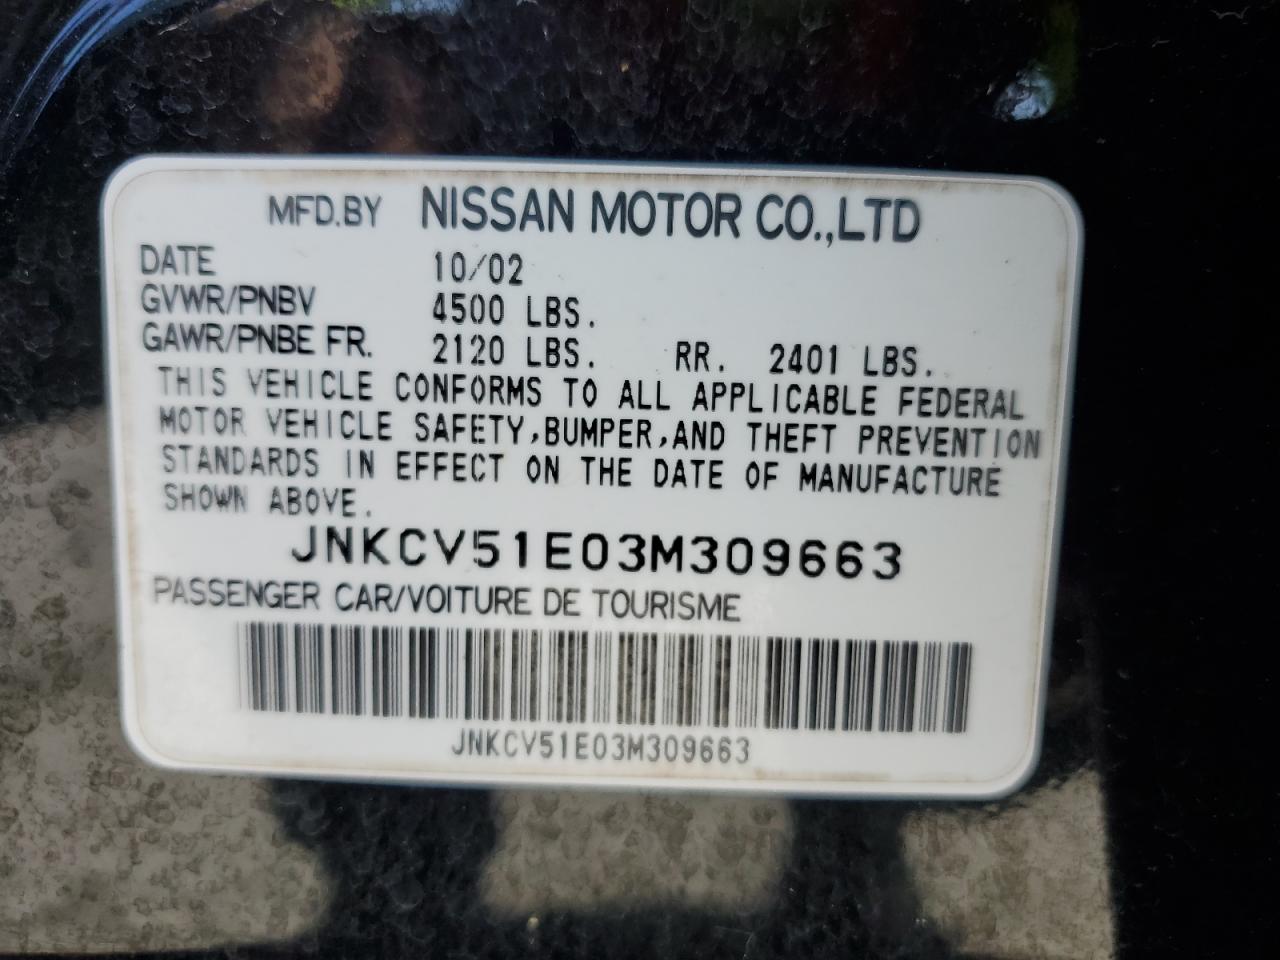 MFD.BY NISSAN MOTOR CO.,LTD
DATE 10/02
GVWR/PNBV 4500 LBS.
GAWR/PNBE FR. 2120 LBS. RR. 2401 LBS.
THIS VEHICLE CONFORMS TO ALL APPLICABLE FEDERAL
MOTOR VEHICLE SAFETY,BUMPER,AND THEFT PREVENTION
STANDARDS IN EFFECT ON THE DATE OF MANUFACTURE
SHOWN ABOVE.
JNKCV51E03M309663
PASSENGER CAR/VOITURE DE TOURISME
JNKCV51E03M309663